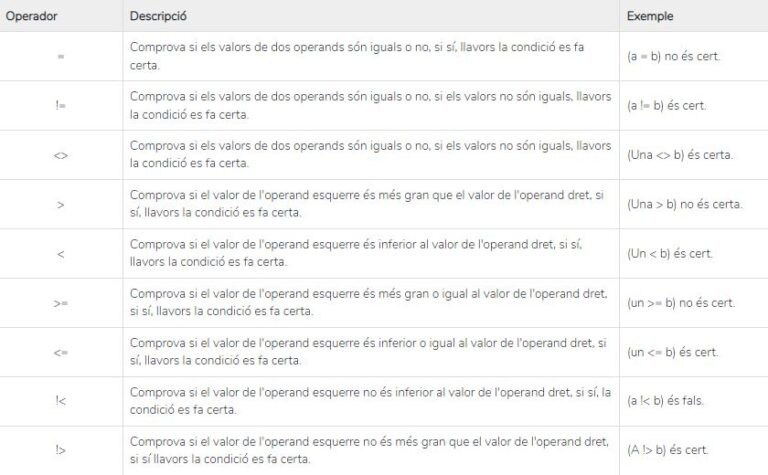 Operador Descripció Exemple
= Comprova si els valors de dos operands són iguals o no, si sí, llavors la condició es fa (a = b) no és cert.
certa.
!= Comprova si els valors de dos operands són iguals o no, si els valors no són iguals, llavors (a != b) és cert.
la condició es fa certa.
<> Comprova si els valors de dos operands són iguals o no, si els valors no són iguals, llavors (Una <> b) és certa.
la condició es fa certa.
> Comprova si el valor de l'operand esquerre és més gran que el valor de l'operand dret, si (Una > b) no és certa.
sí, llavors la condició es fa certa.
< Comprova si el valor de l'operand esquerre és inferior al valor de l'operand dret, si sí, (Un < b) és cert.
llavors la condició es fa certa.
>= Comprova si el valor de l'operand esquerre és més gran o igual al valor de l'operand dret, (un >= b) no és cert.
si sí, llavors la condició es fa certa.
<= Comprova si el valor de l'operand esquerre és inferior o igual al valor de l'operand dret, si (un <= b) és cert.
sí, llavors la condició es fa certa.
!< Comprova si el valor de l'operand esquerre no és inferior al valor de l'operand dret, si sí, la (a !< b) és fals.
condició es fa certa.
!> Comprova si el valor de l'operand esquerre no és més gran que el valor de l'operand dret, (A !> b) és cert.
si sí llavors la condició es fa certa.